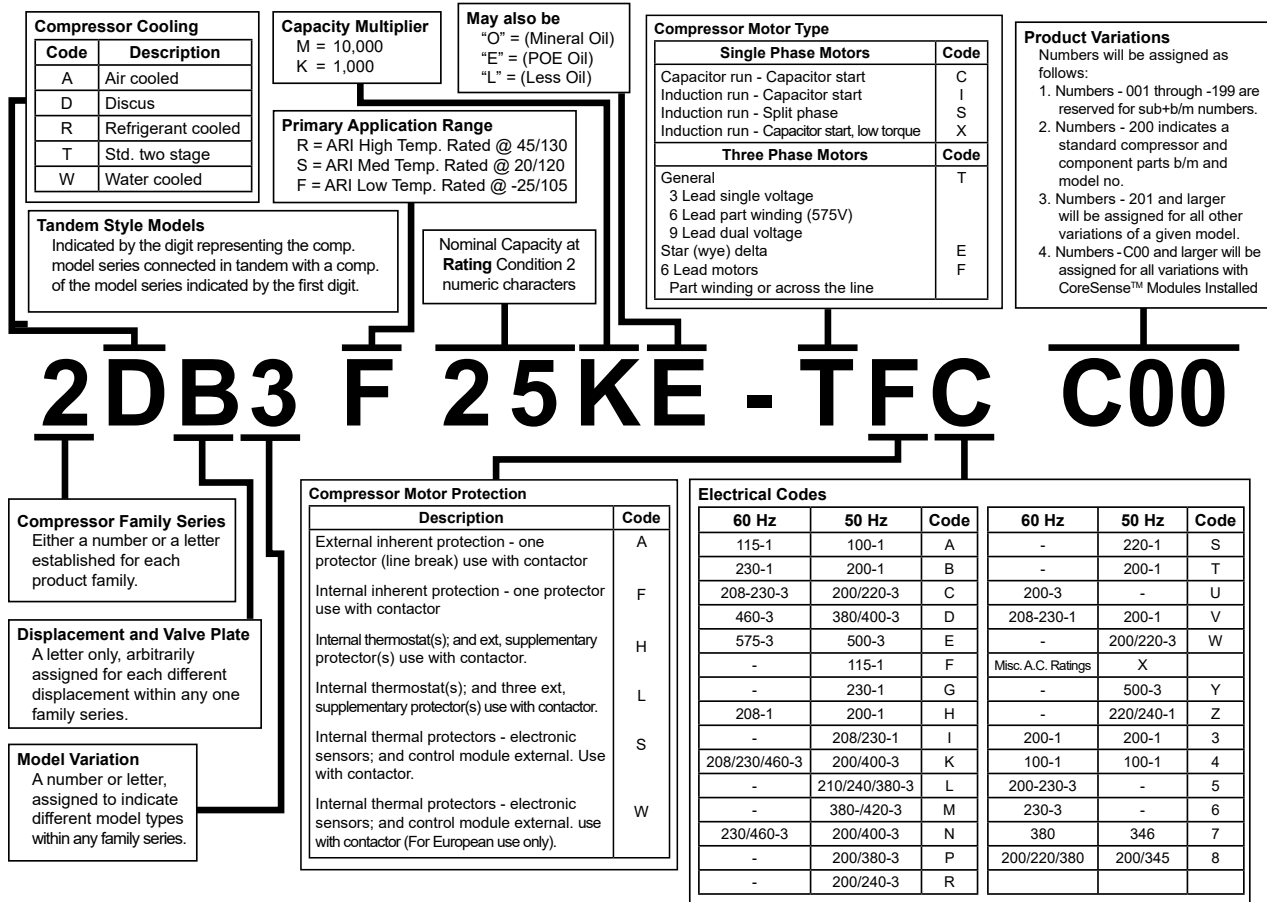 Compressor Cooling
Code Description
A Air cooled
D Discus
R Refrigerant cooled
T Std. two stage
W Water cooled
Capacity Multiplier
M = 10,000
K = 1,000
May also be
“O” = (Mineral Oil)
“E” = (POE Oil)
“L” = (Less Oil)
Primary Application Range
R = ARI High Temp. Rated @ 45/130
S = ARI Med Temp. Rated @ 20/120
F = ARI Low Temp. Rated @ -25/105
Compressor Motor Type
Single Phase Motors Code
Capacitor run - Capacitor start C
Induction run - Capacitor start I
Induction run - Split phase S
Induction run - Capacitor start, low torque X
Three Phase Motors Code
General T
3 Lead single voltage
6 Lead part winding (575V)
9 Lead dual voltage
Star (wye) delta E
6 Lead motors F
Part winding or across the line
Product Variations
Numbers will be assigned as
follows:
1. Numbers - 001 through -199 are
reserved for sub+b/m numbers.
2. Numbers - 200 indicates a
standard compressor and
component parts b/m and
model no.
3. Numbers - 201 and larger
will be assigned for all other
variations of a given model.
4. Numbers - C00 and larger will be
assigned for all variations with
CoreSense™ Modules Installed
Tandem Style Models
Indicated by the digit representing the comp.
model series connected in tandem with a comp.
of the model series indicated by the first digit.
Nominal Capacity at
Rating Condition 2
numeric characters
2DB3 F 25KE - TFC C00
Compressor Family Series
Either a number or a letter
established for each
product family.
Displacement and Valve Plate
A letter only, arbitrarily
assigned for each different
displacement within any one
family series.
Model Variation
A number or letter,
assigned to indicate
different model types
within any family series.
Compressor Motor Protection
Description Code
External inherent protection - one A
protector (line break) use with contactor
Internal inherent protection - one protector F
use with contactor
Internal thermostat(s); and ext, supplementary H
protector(s) use with contactor.
Internal thermostat(s); and three ext, L
supplementary protector(s) use with contactor.
Internal thermal protectors - electronic S
sensors; and control module external. Use
with contactor.
Internal thermal protectors - electronic W
sensors; and control module external. use
with contactor (For European use only).
Electrical Codes
60 Hz 50 Hz Code 60 Hz 50 Hz Code
115-1 100-1 A - 220-1 S
230-1 200-1 B - 200-1 T
208-230-3 200/220-3 C 200-3 - U
460-3 380/400-3 D 208-230-1 200-1 V
575-3 500-3 E - 200/220-3 W
- 115-1 F Misc. A.C. Ratings X
- 230-1 G - 500-3 Y
208-1 200-1 H - 220/240-1 Z
- 208/230-1 I 200-1 200-1 3
208/230/460-3 200/400-3 K 100-1 100-1 4
- 210/240/380-3 L 200-230-3 - 5
- 380-/420-3 M 230-3 - 6
230/460-3 200/400-3 N 380 346 7
- 200/380-3 P 200/220/380 200/345 8
- 200/240-3 R